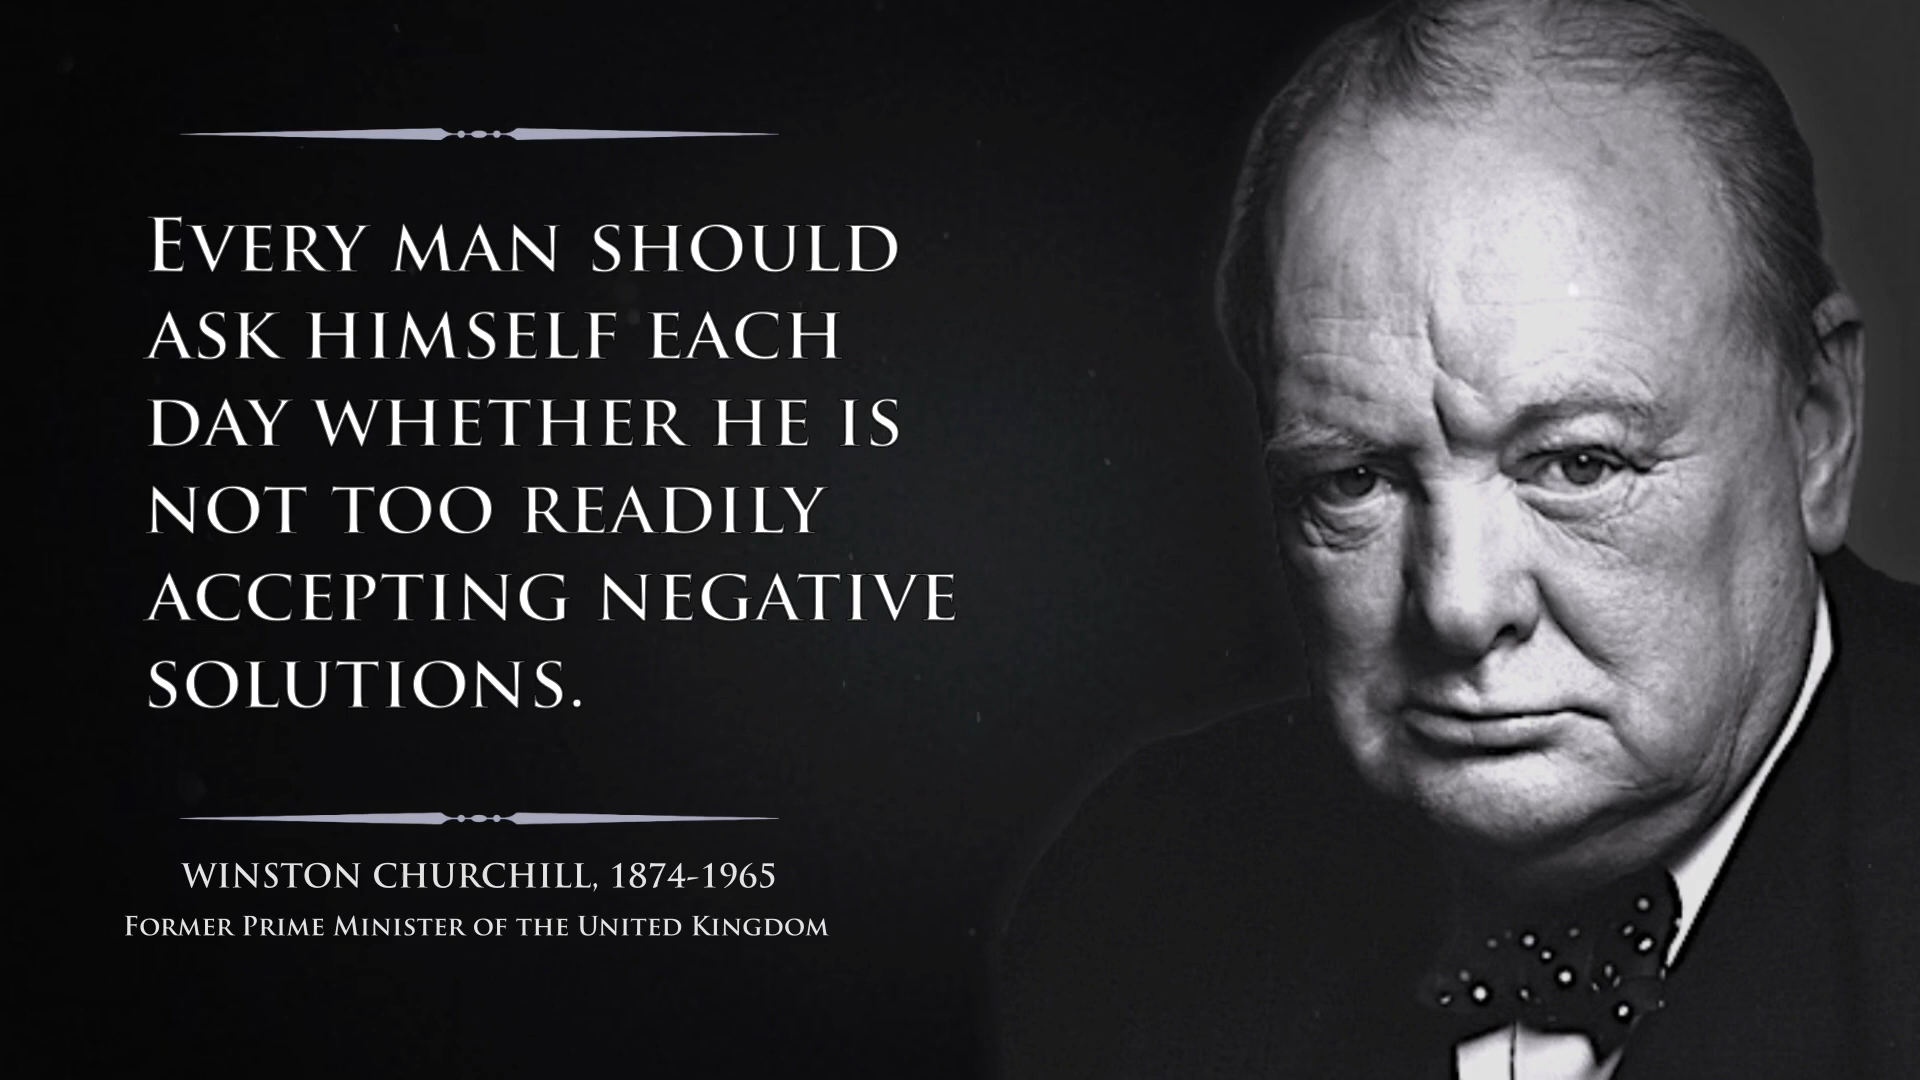 Every man should
ask himself each
day whether he is
not too readily
accepting negative
solutions.
WINSTON CHURCHILL, 1874-1965
Former Prime Minister of the United Kingdom